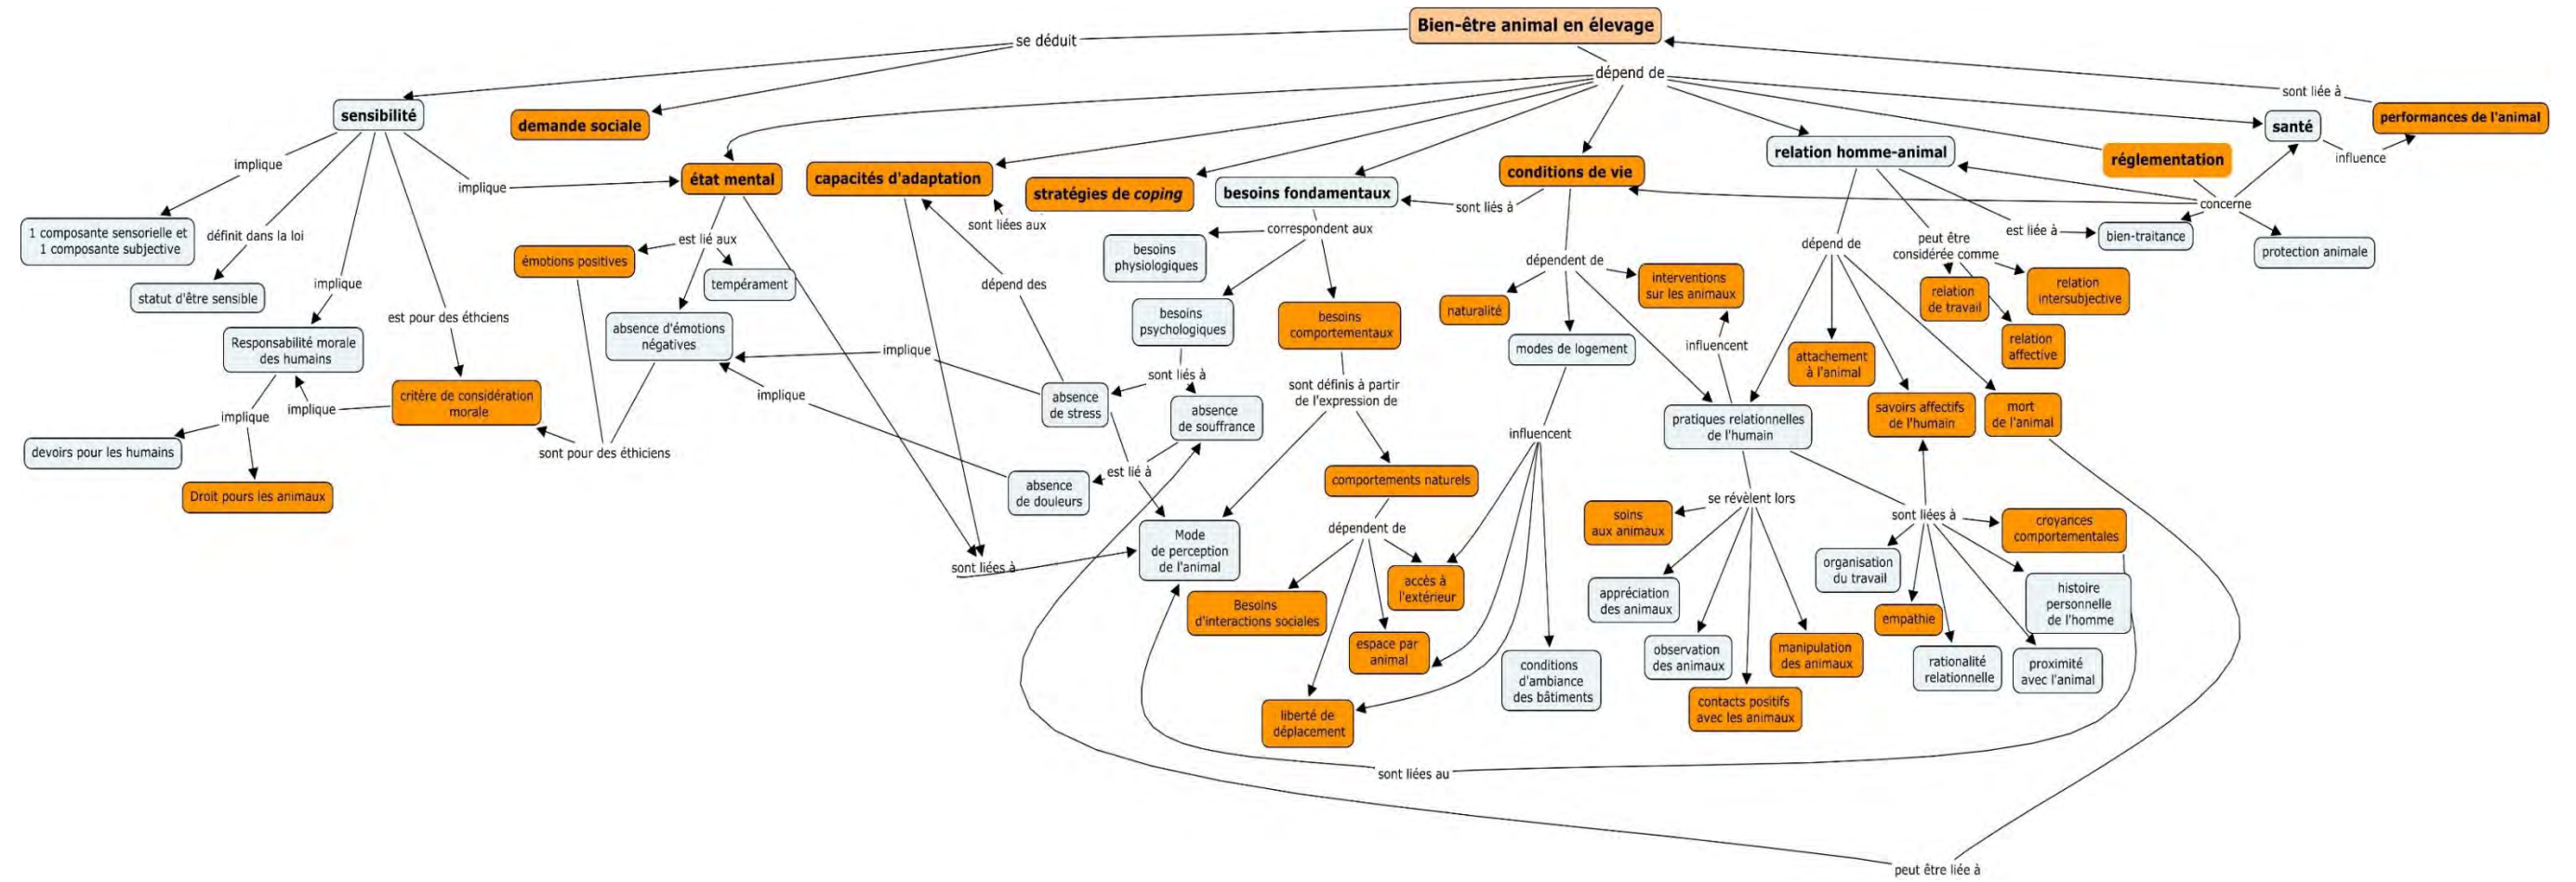 Bien-être animal en élevage
se déduit
dépend de
sont liée à
performances de l'animal
sensibilité
demande sociale
santé
influence
réglementation
relation homme-animal
conditions de vie
besoins fondamentaux
stratégies de coping
capacités d'adaptation
état mental
implique
implique
sont liées aux
sont liés à
concerne
1 composante sensorielle et
1 composante subjective
définit dans la loi
statut d'être sensible
implique
est pour des éthciens
Responsabilité morale
des humains
critère de considération
morale
implique
implique
devoirs pour les humains
Droit pours les animaux
est lié aux
émotions positives
tempérament
absence d'émotions
négatives
sont pour des éthiciens
implique
implique
dépend des
correspondent aux
besoins
physiologiques
besoins
psychologiques
besoins
comportementaux
sont liés à
absence
de stress
absence
de souffrance
est lié à
absence
de douleurs
sont liées à
Mode
de perception
de l'animal
sont définis à partir
de l'expression de
comportements naturels
dépendent de
Besoins
d'interactions sociales
accès à
l'extérieur
espace par
animal
liberté de
déplacement
dépendent de
naturalité
interventions
sur les animaux
modes de logement
influencent
influencent
conditions
d'ambiance
des bâtiments
dépend de
peut être
considérée comme
est liée à
bien-traitance
protection animale
relation
de travail
relation
intersubjective
relation
affective
attachement
à l'animal
pratiques relationnelles
de l'humain
savoirs affectifs
de l'humain
mort
de l'animal
se révèlent lors
soins
aux animaux
appréciation
des animaux
observation
des animaux
contacts positifs
avec les animaux
manipulation
des animaux
sont liées à
croyances
comportementales
organisation
du travail
empathie
rationalité
relationnelle
proximité
avec l'animal
histoire
personnelle
de l'homme
sont liées au
peut être liée à